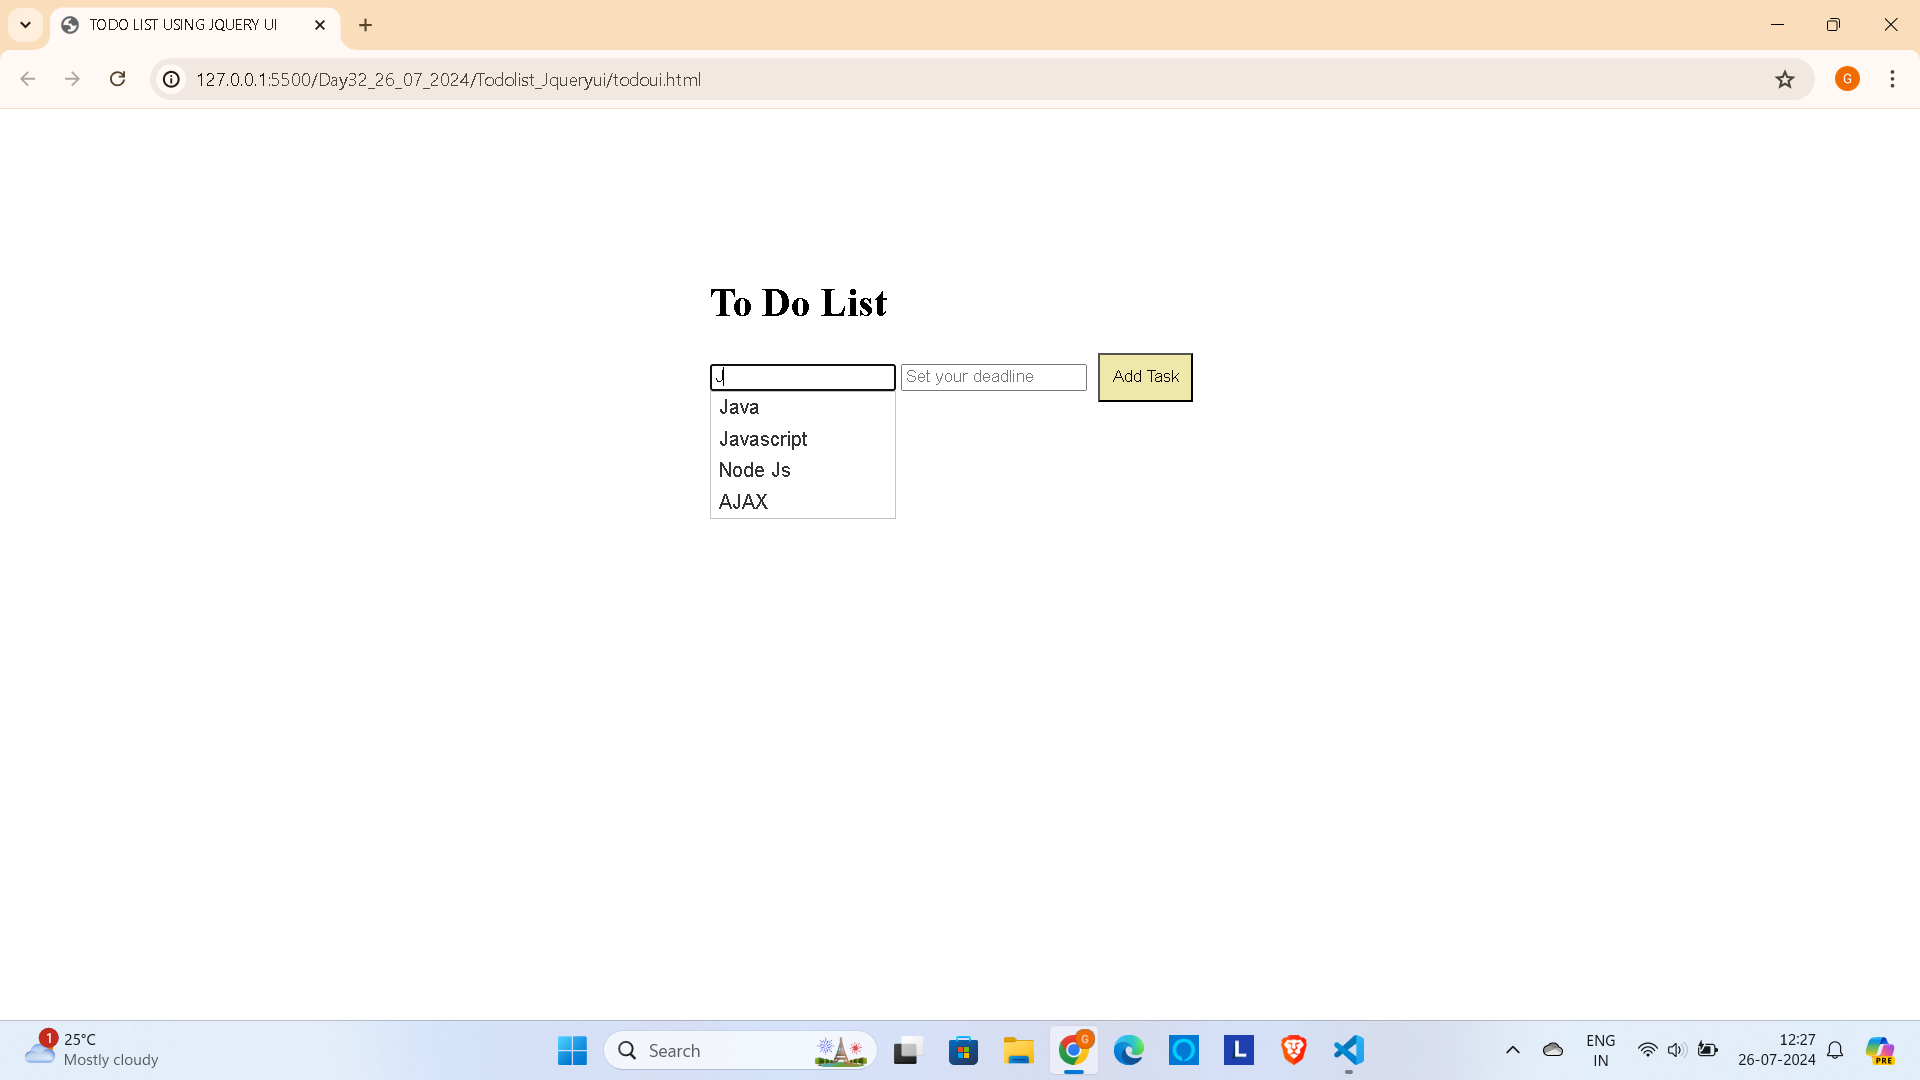 TODO LIST USING JQUERY UI
127.0.0.1:5500/Day32_26_07_2024/Todolist_Jqueryui/todoui.html
G
To Do List
J
Set your deadline
Add Task
Java
Javascript
Node Js
AJAX
1
25°C
Mostly cloudy
Search
G
L
ENG
IN
12:27
26-07-2024
PRE